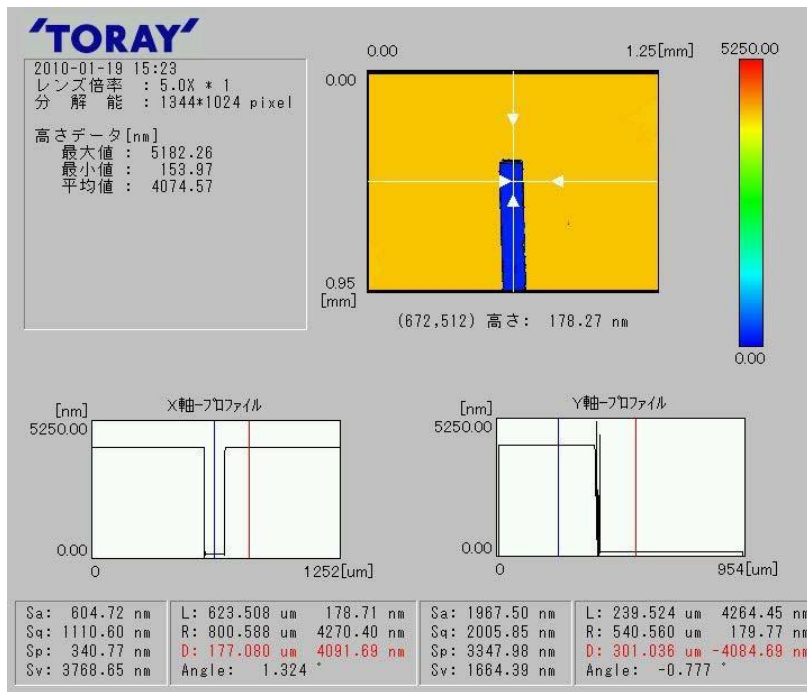 'TORAY'
2010-01-19 15:23
レンズ倍率 : 5.0X * 1
分 解 能 : 1344*1024 pixel
高さデータ[nm]
最大値 : 5182.26
最小値 : 153.97
平均値 : 4074.57
0.00 1.25[mm] 5250.00
0.00
0.95
[mm]
(672,512) 高さ: 178.27 nm
0.00
[nm] X軸-プロファイル
5250.00
0.00
0 1252[um]
[nm] Y軸-プロファイル
5250.00
0.00
0 954[um]
Sa: 604.72 nm
Sq: 1110.60 nm
Sp: 340.77 nm
Sv: 3768.65 nm
L: 623.508 um 178.71 nm
R: 800.588 um 4270.40 nm
D: 177.080 um 4091.69 nm
Angle: 1.324 °
Sa: 1967.50 nm
Sq: 2005.85 nm
Sp: 3347.98 nm
Sv: 1664.39 nm
L: 239.524 um 4264.45 nm
R: 540.560 um 179.77 nm
D: 301.036 um -4084.69 nm
Angle: -0.777 °